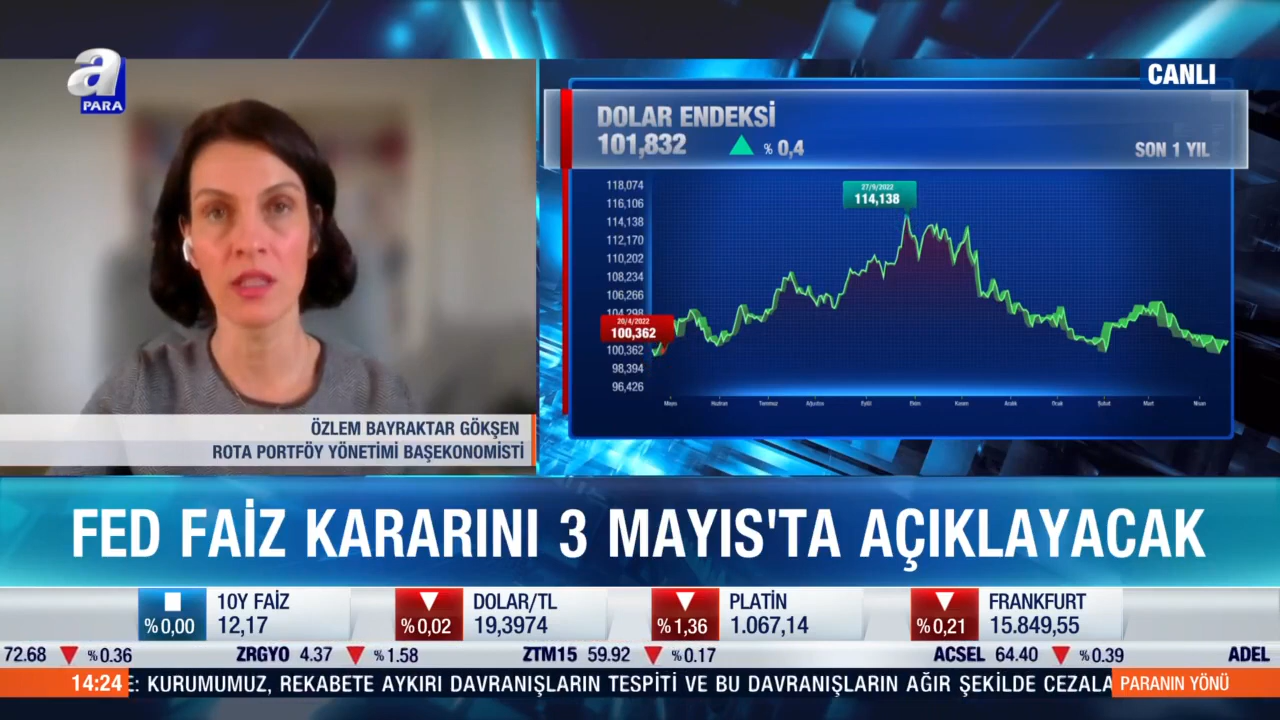 a
PARA
CANLI
DOLAR ENDEKSİ
101,832
% 0,4
SON 1 YIL
118,074
116,106
114,138
112,170
110,202
108,234
106,266
104,298
100,362
98,394
96,426
27/9/2022
114,138
20/4/2022
100,362
Mayıs
Haziran
Temmuz
Ağustos
Eylül
Ekim
Kasım
Aralık
Ocak
Şubat
Mart
Nisan
ÖZLEM BAYRAKTAR GÖKŞEN
ROTA PORTFÖY YÖNETİMİ BAŞEKONOMİSTİ
FED FAİZ KARARINI 3 MAYIS'TA AÇIKLAYACAK
% 0,00
10Y FAİZ
12,17
% 0,02
DOLAR/TL
19,3974
% 1,36
PLATİN
1.067,14
% 0,21
FRANKFURT
15.849,55
72.68 % 0.36 ZRGYO 4.37 % 1.58 ZTM15 59.92 % 0.17 ACSEL 64.40 % 0.39 ADEL
14:24 E: KURUMUMUZ, REKABETE AYKIRI DAVRANIŞLARIN TESPİTİ VE BU DAVRANIŞLARIN AĞIR ŞEKİLDE CEZALA PARANIN YÖNÜ